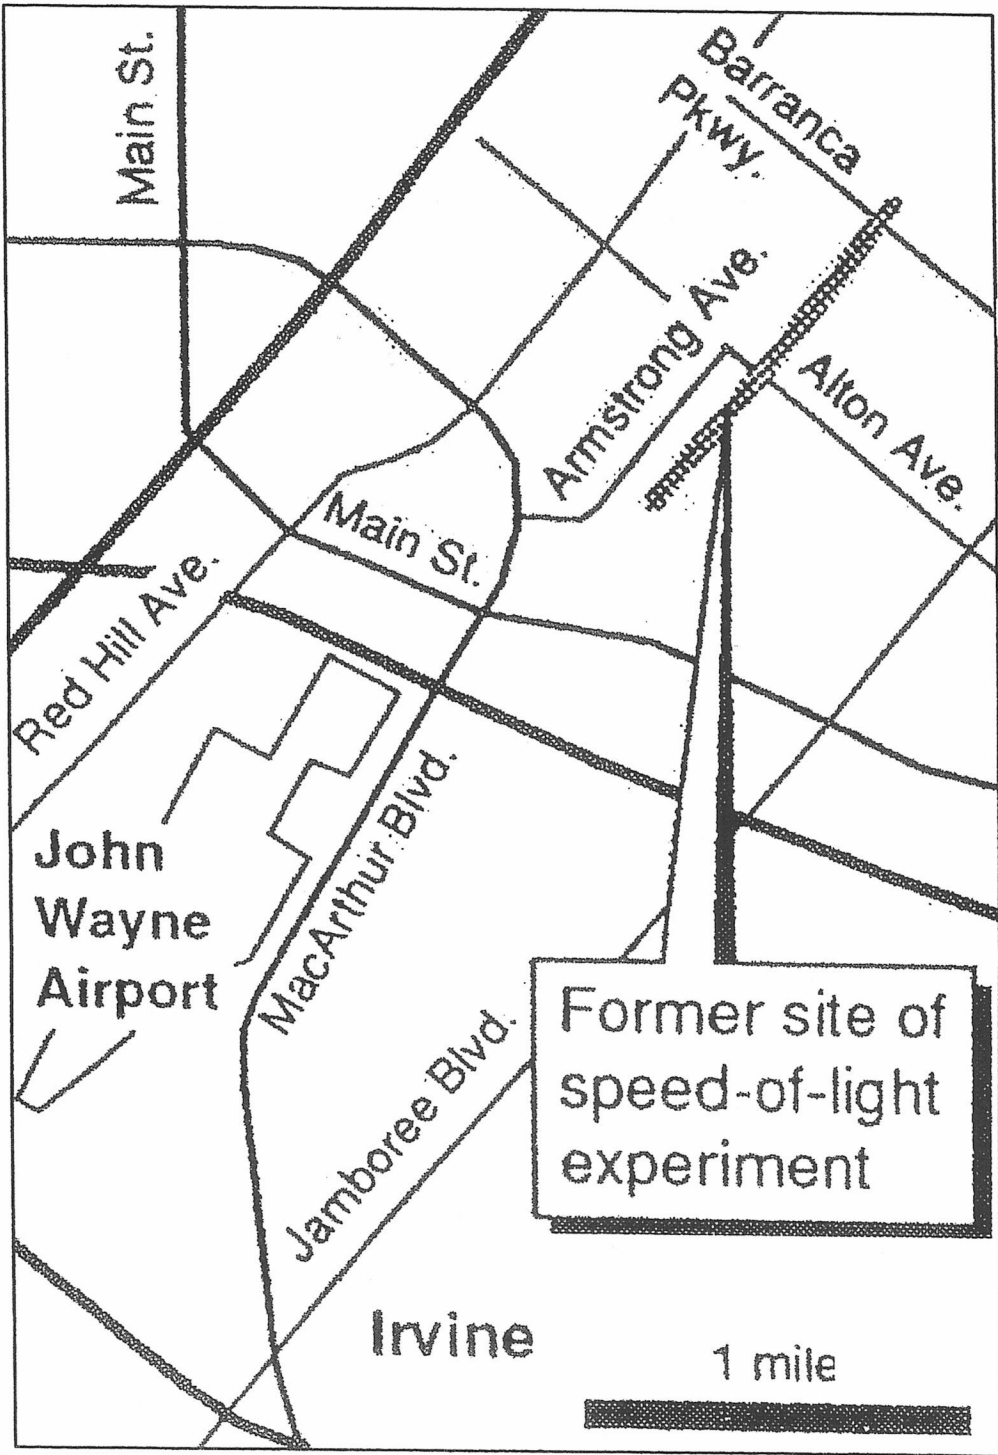 Main St.
Barranca
Pkwy.
Armstrong Ave.
Alton Ave.
Main St.
Red Hill Ave.
MacArthur Blvd.
John
Wayne
Airport
Jamboree Blvd.
Former site of
speed-of-light
experiment
Irvine
1 mile